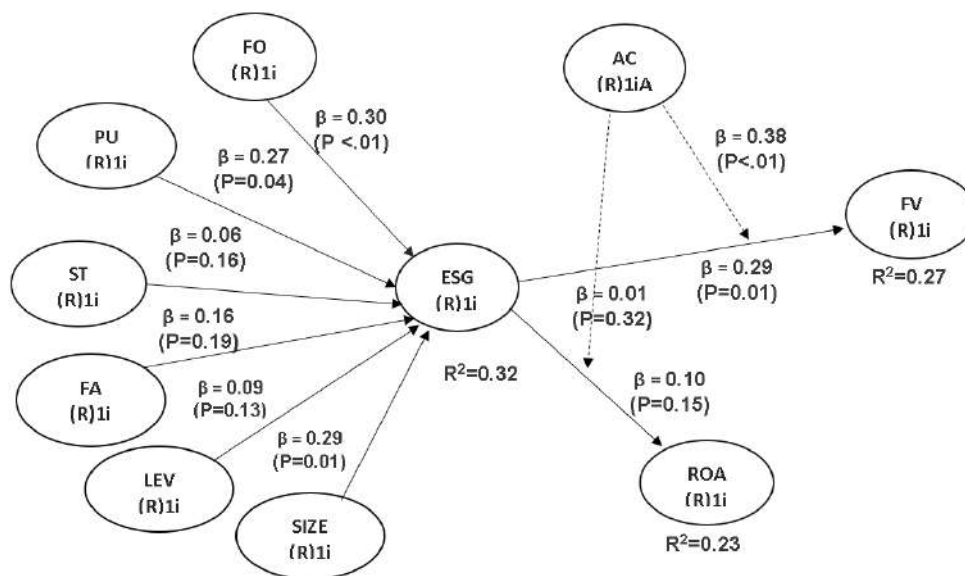 FO
(R)1i
AC
(R)1iA
β = 0.30
(P <.01)
PU
(R)1i
β = 0.27
(P=0.04)
β = 0.38
(P<.01)
FV
(R)1i
R²=0.27
β = 0.06
(P=0.16)
ST
(R)1i
ESG
(R)1i
β = 0.29
(P=0.01)
β = 0.01
(P=0.32)
β = 0.16
(P=0.19)
R²=0.32
FA
(R)1i
β = 0.09
(P=0.13)
β = 0.10
(P=0.15)
β = 0.29
(P=0.01)
LEV
(R)1i
ROA
(R)1i
SIZE
(R)1i
R²=0.23